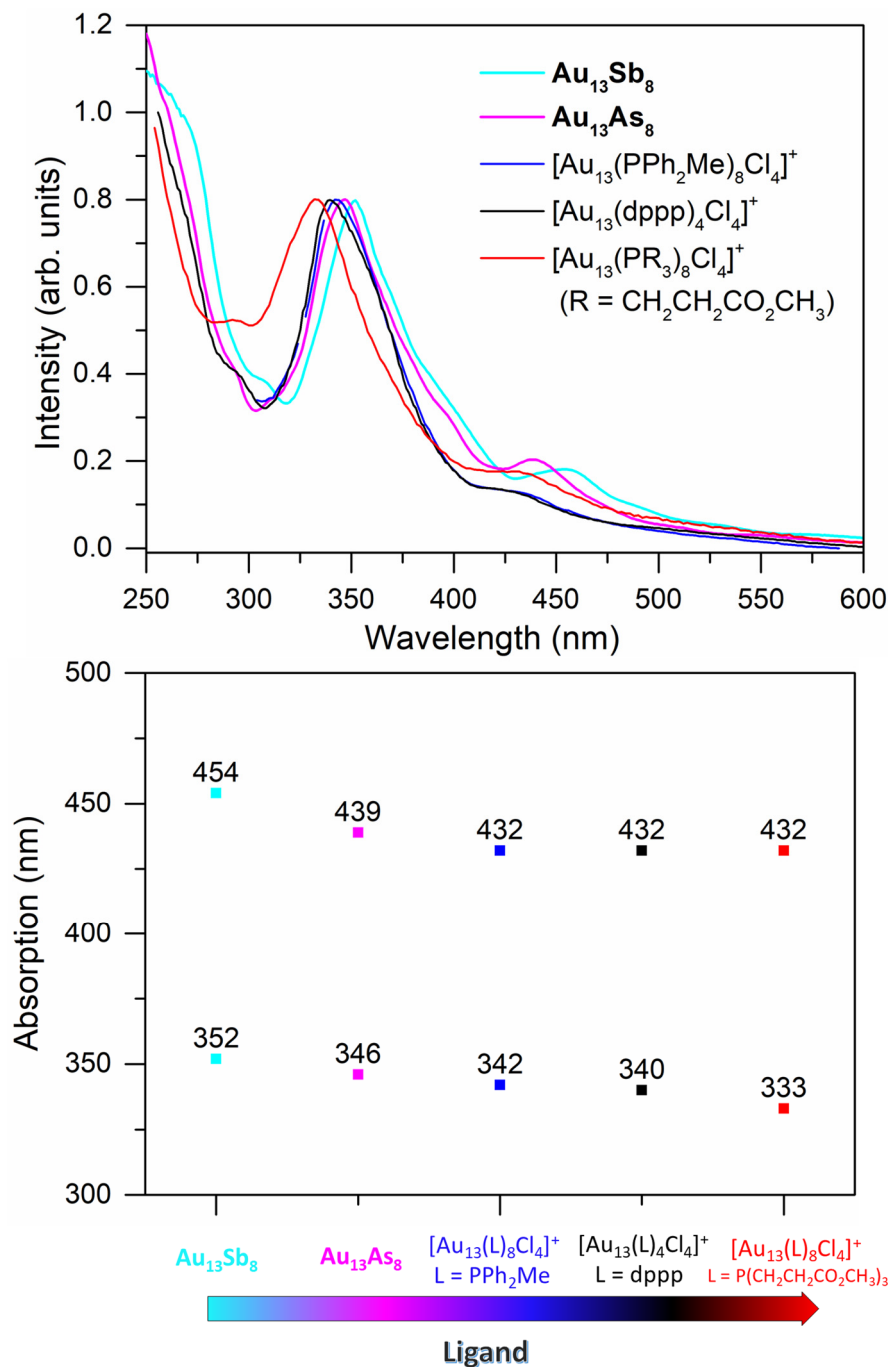 1.2
1.0
0.8
0.6
0.4
0.2
0.0
Intensity (arb. units)
Au₁₃Sb₈
Au₁₃As₈
[Au₁₃(PPh₂Me)₈Cl₄]⁺
[Au₁₃(dppp)₄Cl₄]⁺
[Au₁₃(PR₃)₈Cl₄]⁺
(R = CH₂CH₂CO₂CH₃)
250 300 350 400 450 500 550 600
Wavelength (nm)
500
450
400
350
300
Absorption (nm)
454 439 432 432 432
352 346 342 340 333
Au₁₃Sb₈ Au₁₃As₈ [Au₁₃(L)₈Cl₄]⁺ [Au₁₃(L)₄Cl₄]⁺ [Au₁₃(L)₈Cl₄]⁺
L = PPh₂Me L = dppp L = P(CH₂CH₂CO₂CH₃)₃
Ligand